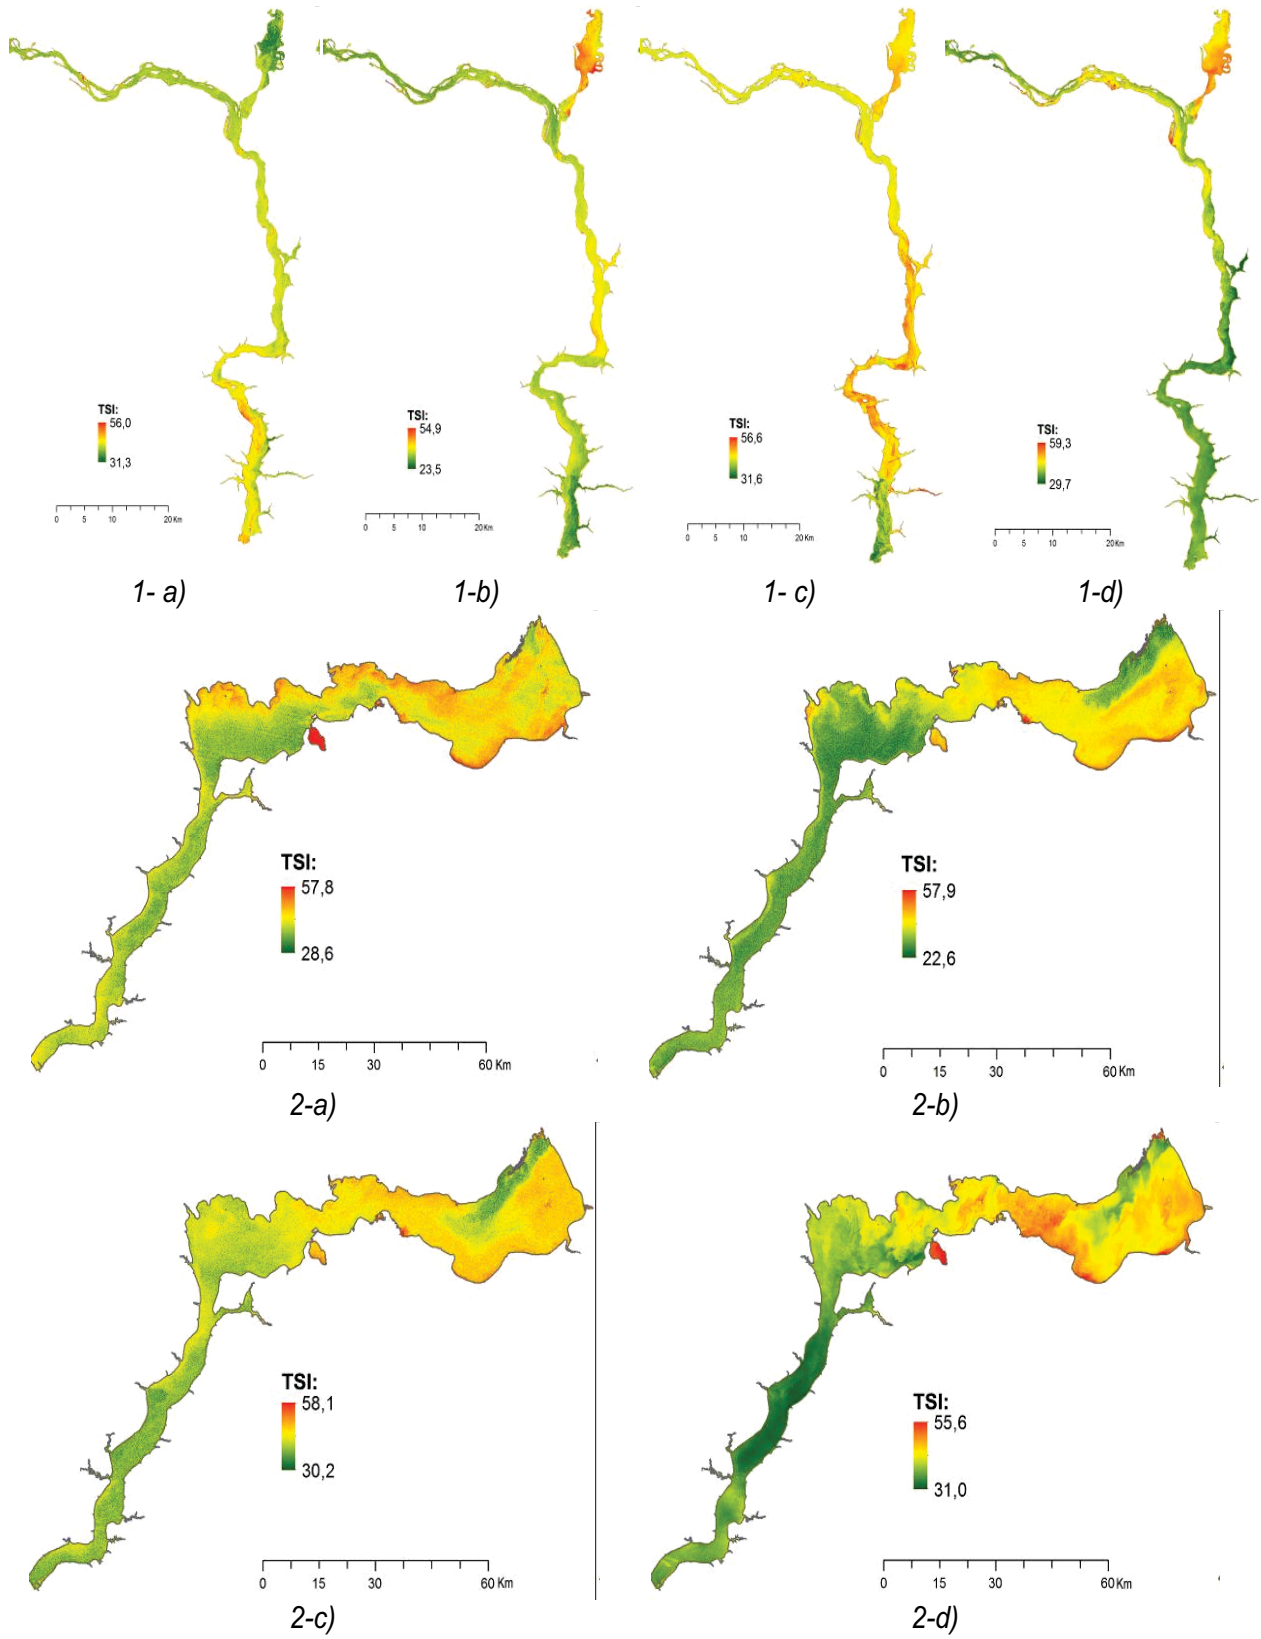 TSI:
56,0
31,3
0 5 10 20 Km
1- a)
TSI:
54,9
23,5
0 5 10 20 Km
1-b)
TSI:
56,6
31,6
0 5 10 20 Km
1- c)
TSI:
59,3
29,7
0 5 10 20 Km
1-d)
TSI:
57,8
28,6
0 15 30 60 Km
2-a)
TSI:
57,9
22,6
0 15 30 60 Km
2-b)
TSI:
58,1
30,2
0 15 30 60 Km
2-c)
TSI:
55,6
31,0
0 15 30 60 Km
2-d)